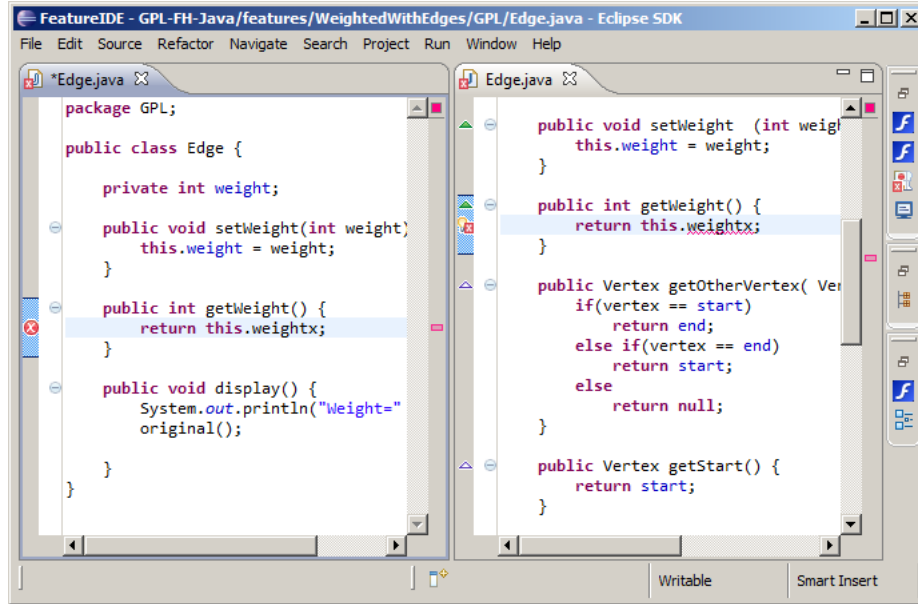 FeatureIDE - GPL-FH-Java/features/WeightedWithEdges/GPL/Edge.java - Eclipse SDK
File Edit Source Refactor Navigate Search Project Run Window Help
*Edge.java
package GPL;
public class Edge {
private int weight;
public void setWeight(int weight)
this.weight = weight;
}
public int getWeight() {
return this.weightx;
}
public void display() {
System.out.println("Weight="
original();
}
}
Edge.java
public void setWeight (int weigh
this.weight = weight;
}
public int getWeight() {
return this.weightx;
}
public Vertex getOtherVertex( Ver
if(vertex == start)
return end;
else if(vertex == end)
return start;
else
return null;
}
public Vertex getStart() {
return start;
}
Writable
Smart Insert